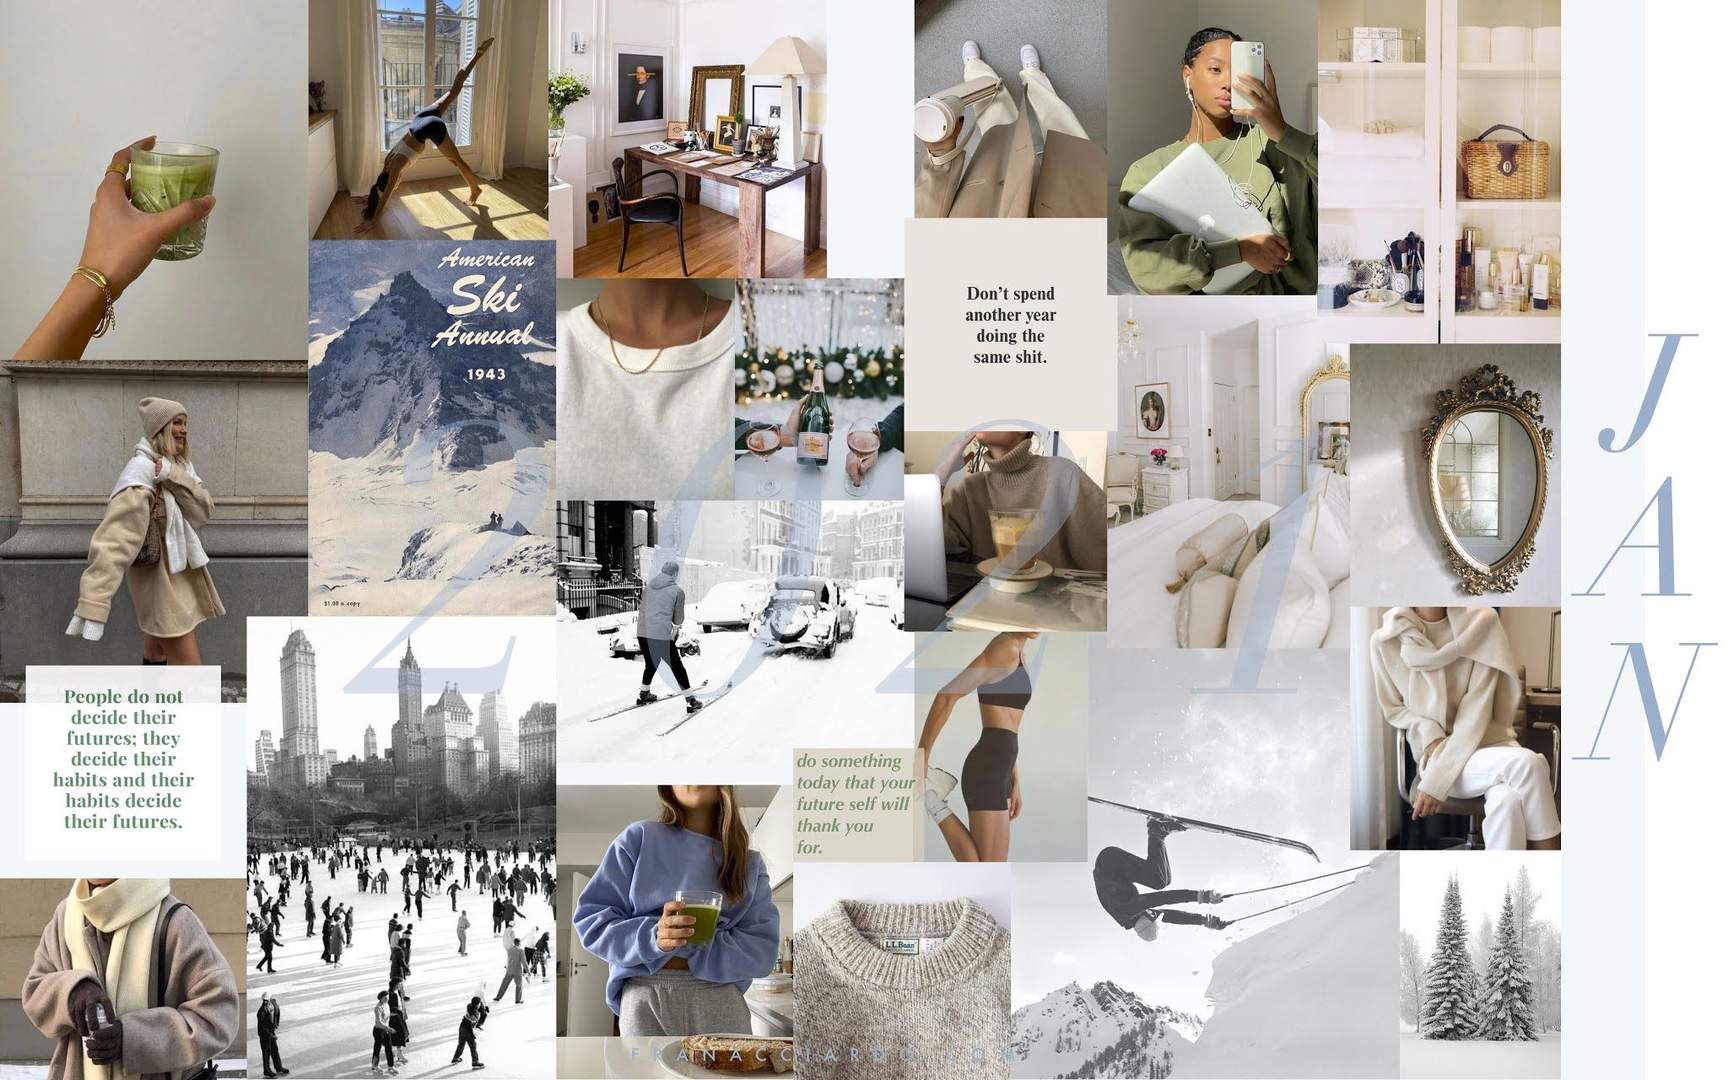 American
Ski
Annual
1943
$1.00 a copy
Don't spend
another year
doing the
same shit.
2021
JAN
People do not
decide their
futures; they
decide their
habits and their
habits decide
their futures.
do something
today that your
future self will
thank you
for.
L.L.Bean
FRANACCIARDO.COM